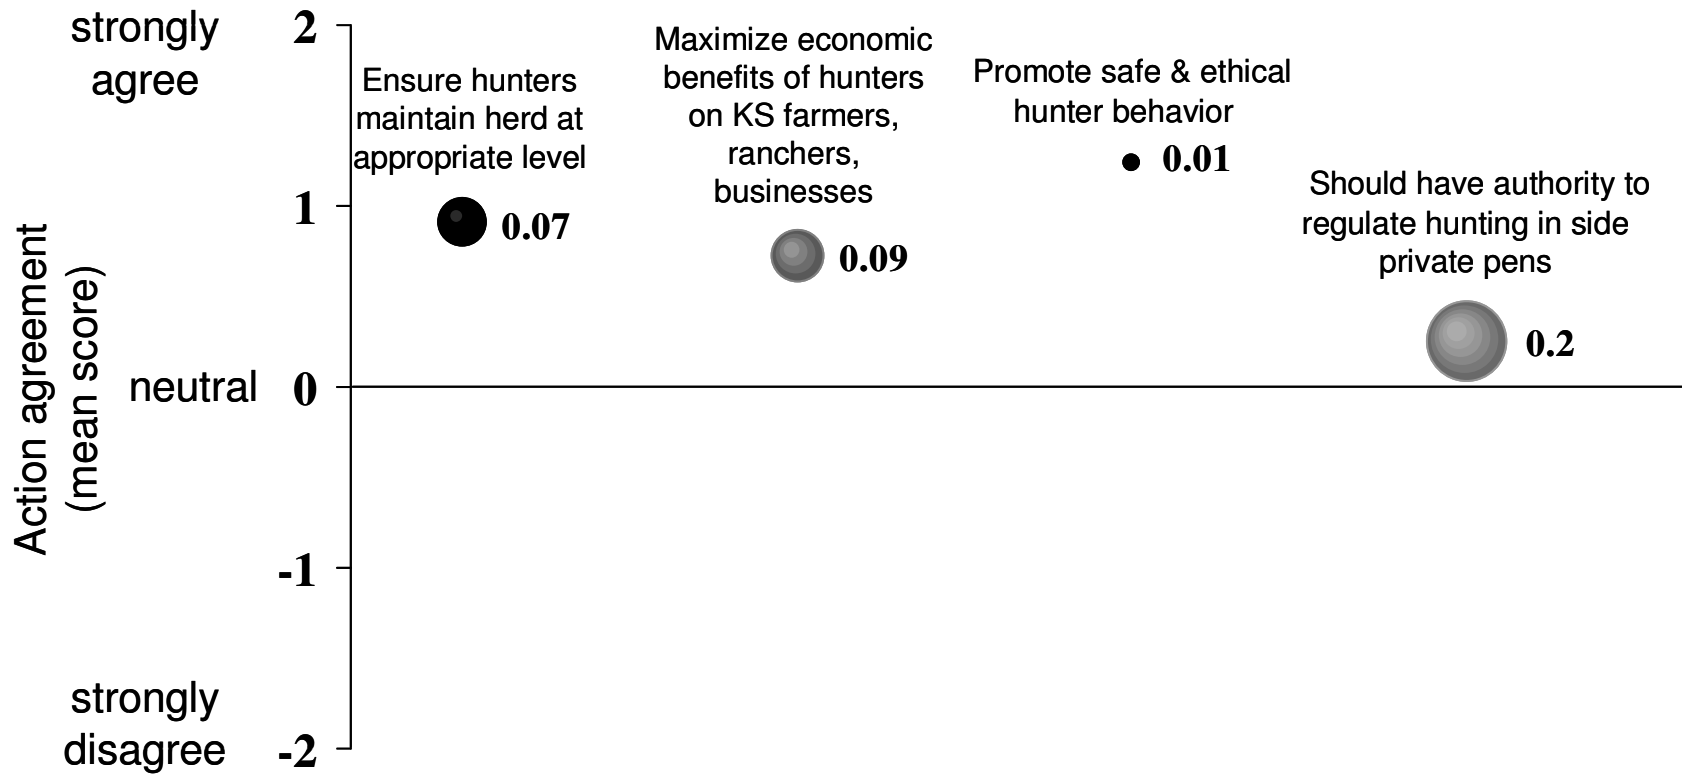 strongly
agree
2
Ensure hunters
maintain herd at
appropriate level
0.07
Maximize economic
benefits of hunters
on KS farmers,
ranchers,
businesses
0.09
Promote safe & ethical
hunter behavior
0.01
Should have authority to
regulate hunting in side
private pens
0.2
1
Action agreement
(mean score)
neutral
0
-1
strongly
disagree
-2